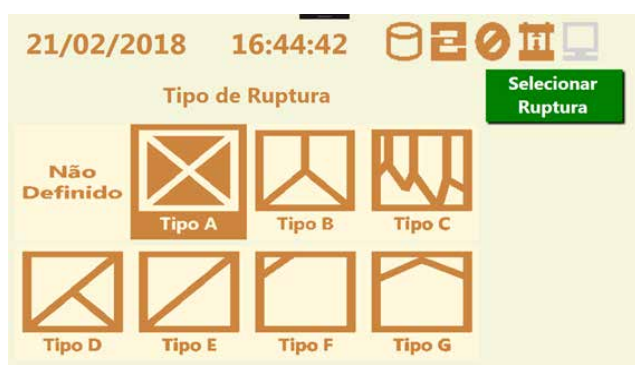 21/02/2018 16:44:42
Tipo de Ruptura
Selecionar
Ruptura
Não
Definido
Tipo A
Tipo B
Tipo C
Tipo D
Tipo E
Tipo F
Tipo G